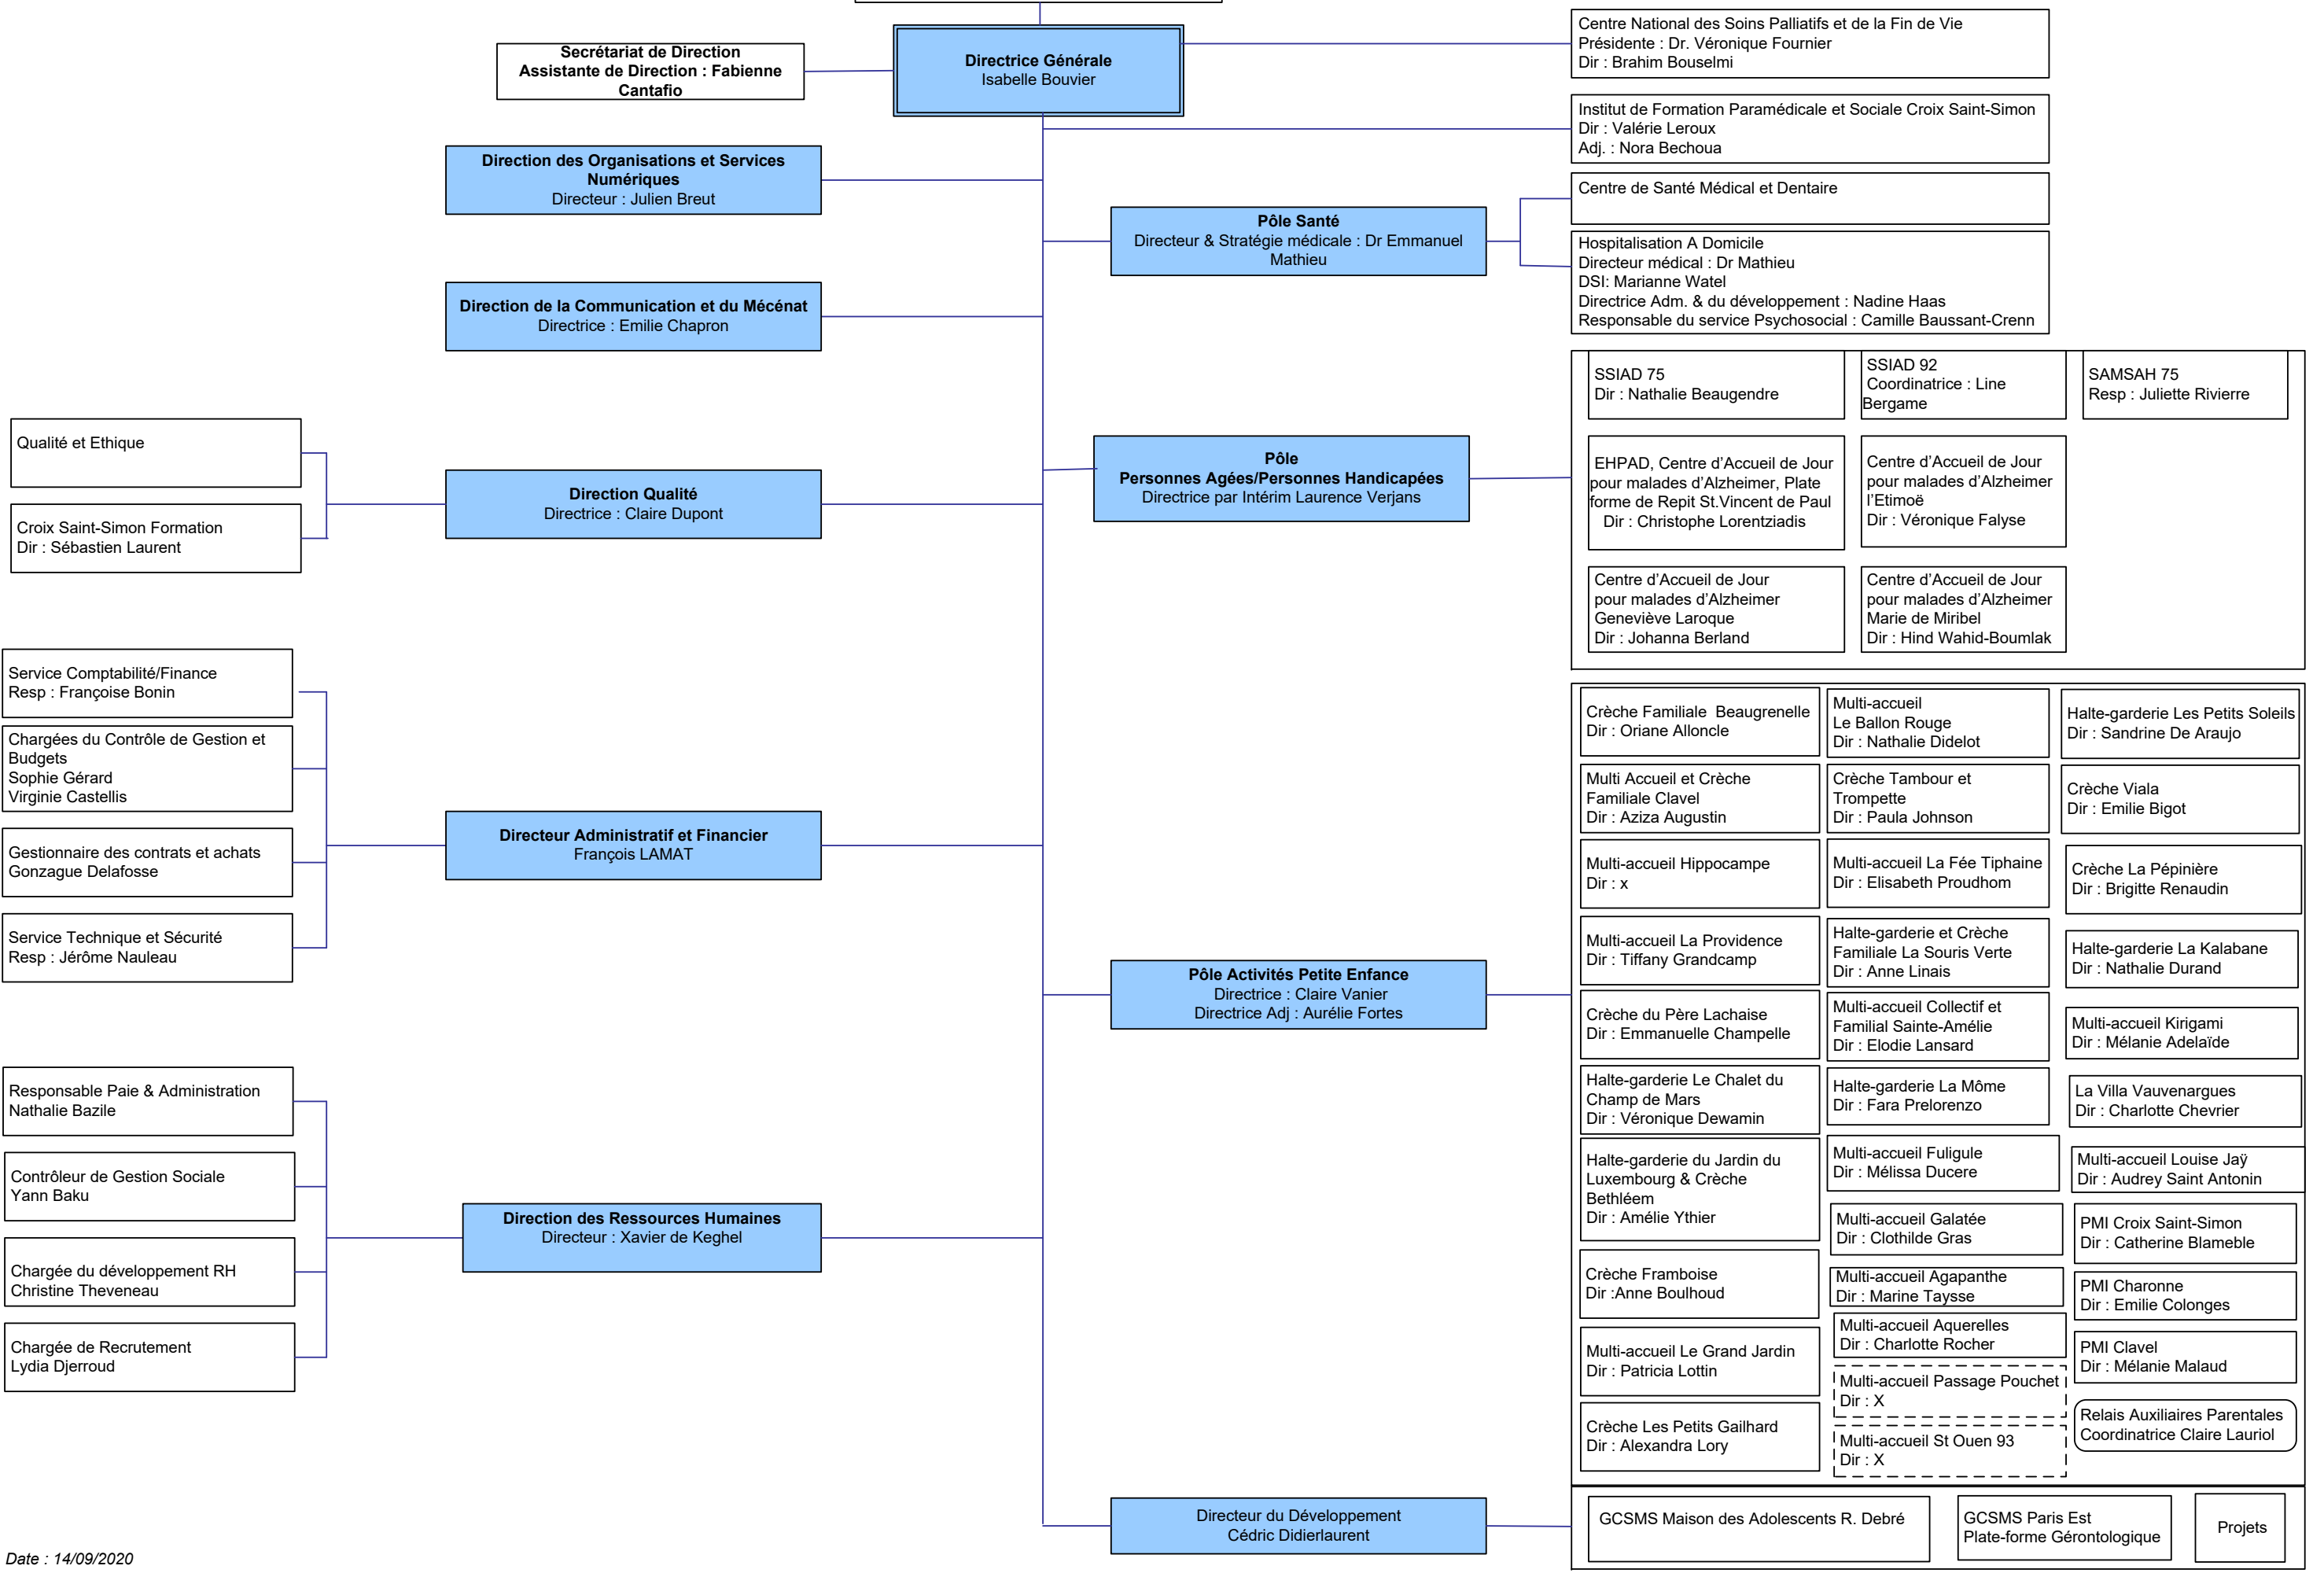 Secrétariat de Direction
Assistante de Direction : Fabienne
Cantafio
Directrice Générale
Isabelle Bouvier
Centre National des Soins Palliatifs et de la Fin de Vie
Présidente : Dr. Véronique Fournier
Dir : Brahim Bouselmi
Institut de Formation Paramédicale et Sociale Croix Saint-Simon
Dir : Valérie Leroux
Adj. : Nora Bechoua
Direction des Organisations et Services
Numériques
Directeur : Julien Breut
Pôle Santé
Directeur & Stratégie médicale : Dr Emmanuel
Mathieu
Centre de Santé Médical et Dentaire
Hospitalisation A Domicile
Directeur médical : Dr Mathieu
DSI: Marianne Watel
Directrice Adm. & du développement : Nadine Haas
Responsable du service Psychosocial : Camille Baussant-Crenn
Direction de la Communication et du Mécénat
Directrice : Emilie Chapron
Qualité et Ethique
Croix Saint-Simon Formation
Dir : Sébastien Laurent
Direction Qualité
Directrice : Claire Dupont
Pôle
Personnes Agées/Personnes Handicapées
Directrice par Intérim Laurence Verjans
SSIAD 75
Dir : Nathalie Beaugendre
SSIAD 92
Coordinatrice : Line
Bergame
SAMSAH 75
Resp : Juliette Rivierre
EHPAD, Centre d'Accueil de Jour
pour malades d'Alzheimer, Plate
forme de Repit St.Vincent de Paul
Dir : Christophe Lorentziadis
Centre d'Accueil de Jour
pour malades d'Alzheimer
l'Etimoë
Dir : Véronique Falyse
Centre d'Accueil de Jour
pour malades d'Alzheimer
Geneviève Laroque
Dir : Johanna Berland
Centre d'Accueil de Jour
pour malades d'Alzheimer
Marie de Miribel
Dir : Hind Wahid-Boumlak
Service Comptabilité/Finance
Resp : Françoise Bonin
Chargées du Contrôle de Gestion et
Budgets
Sophie Gérard
Virginie Castellis
Gestionnaire des contrats et achats
Gonzague Delafosse
Service Technique et Sécurité
Resp : Jérôme Nauleau
Directeur Administratif et Financier
François LAMAT
Pôle Activités Petite Enfance
Directrice : Claire Vanier
Directrice Adj : Aurélie Fortes
Crèche Familiale  Beaugrenelle
Dir : Oriane Alloncle
Multi Accueil et Crèche
Familiale Clavel
Dir : Aziza Augustin
Multi-accueil Hippocampe
Dir : x
Multi-accueil La Providence
Dir : Tiffany Grandcamp
Crèche du Père Lachaise
Dir : Emmanuelle Champelle
Halte-garderie Le Chalet du
Champ de Mars
Dir : Véronique Dewamin
Halte-garderie du Jardin du
Luxembourg & Crèche
Bethléem
Dir : Amélie Ythier
Crèche Framboise
Dir :Anne Boulhoud
Multi-accueil Le Grand Jardin
Dir : Patricia Lottin
Crèche Les Petits Gailhard
Dir : Alexandra Lory
Multi-accueil
Le Ballon Rouge
Dir : Nathalie Didelot
Crèche Tambour et
Trompette
Dir : Paula Johnson
Multi-accueil La Fée Tiphaine
Dir : Elisabeth Proudhom
Halte-garderie et Crèche
Familiale La Souris Verte
Dir : Anne Linais
Multi-accueil Collectif et
Familial Sainte-Amélie
Dir : Elodie Lansard
Halte-garderie La Môme
Dir : Fara Prelorenzo
Multi-accueil Fuligule
Dir : Mélissa Ducere
Multi-accueil Galatée
Dir : Clothilde Gras
Multi-accueil Agapanthe
Dir : Marine Taysse
Multi-accueil Aquerelles
Dir : Charlotte Rocher
Multi-accueil Passage Pouchet
Dir : X
Multi-accueil St Ouen 93
Dir : X
Halte-garderie Les Petits Soleils
Dir : Sandrine De Araujo
Crèche Viala
Dir : Emilie Bigot
Crèche La Pépinière
Dir : Brigitte Renaudin
Halte-garderie La Kalabane
Dir : Nathalie Durand
Multi-accueil Kirigami
Dir : Mélanie Adelaïde
La Villa Vauvenargues
Dir : Charlotte Chevrier
Multi-accueil Louise Jaÿ
Dir : Audrey Saint Antonin
PMI Croix Saint-Simon
Dir : Catherine Blameble
PMI Charonne
Dir : Emilie Colonges
PMI Clavel
Dir : Mélanie Malaud
Relais Auxiliaires Parentales
Coordinatrice Claire Lauriol
Responsable Paie & Administration
Nathalie Bazile
Contrôleur de Gestion Sociale
Yann Baku
Chargée du développement RH
Christine Theveneau
Chargée de Recrutement
Lydia Djerroud
Direction des Ressources Humaines
Directeur : Xavier de Keghel
Directeur du Développement
Cédric Didierlaurent
GCSMS Maison des Adolescents R. Debré
GCSMS Paris Est
Plate-forme Gérontologique
Projets
Date : 14/09/2020